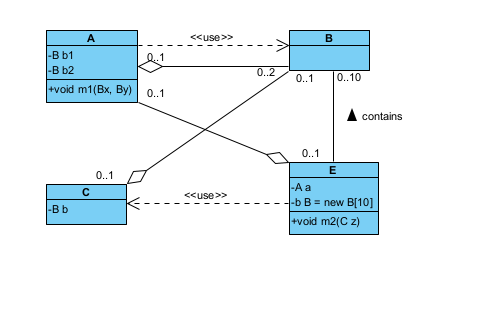 A
-B b1
-B b2
+void m1(Bx, By)
<<use>>
B
0..1
0..2
0..1
0..10
0..1
contains
0..1
0..1
C
-B b
<<use>>
E
-A a
-b B = new B[10]
+void m2(C z)